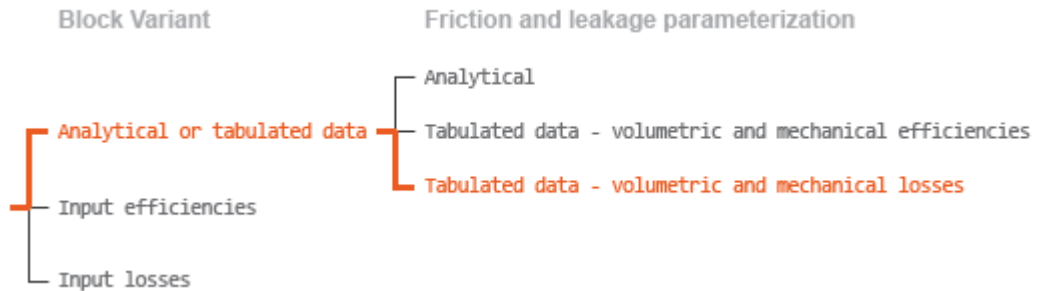 Block Variant
Friction and leakage parameterization
Analytical
Analytical or tabulated data
Tabulated data - volumetric and mechanical efficiencies
Tabulated data - volumetric and mechanical losses
Input efficiencies
Input losses